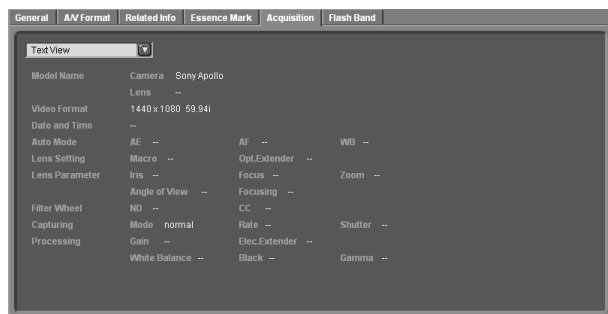 General A/V Format Related Info Essence Mark Acquisition Flash Band
Text View
Model Name Camera Sony Apollo
Lens --
Video Format 1440 x 1080 59.94i
Date and Time --
Auto Mode AE -- AF -- WB --
Lens Setting Macro -- Opt.Extender --
Lens Parameter Iris -- Focus -- Zoom --
Angle of View -- Focusing --
Filter Wheel ND -- CC --
Capturing Mode normal Rate -- Shutter --
Processing Gain -- Elec.Extender --
White Balance -- Black -- Gamma --